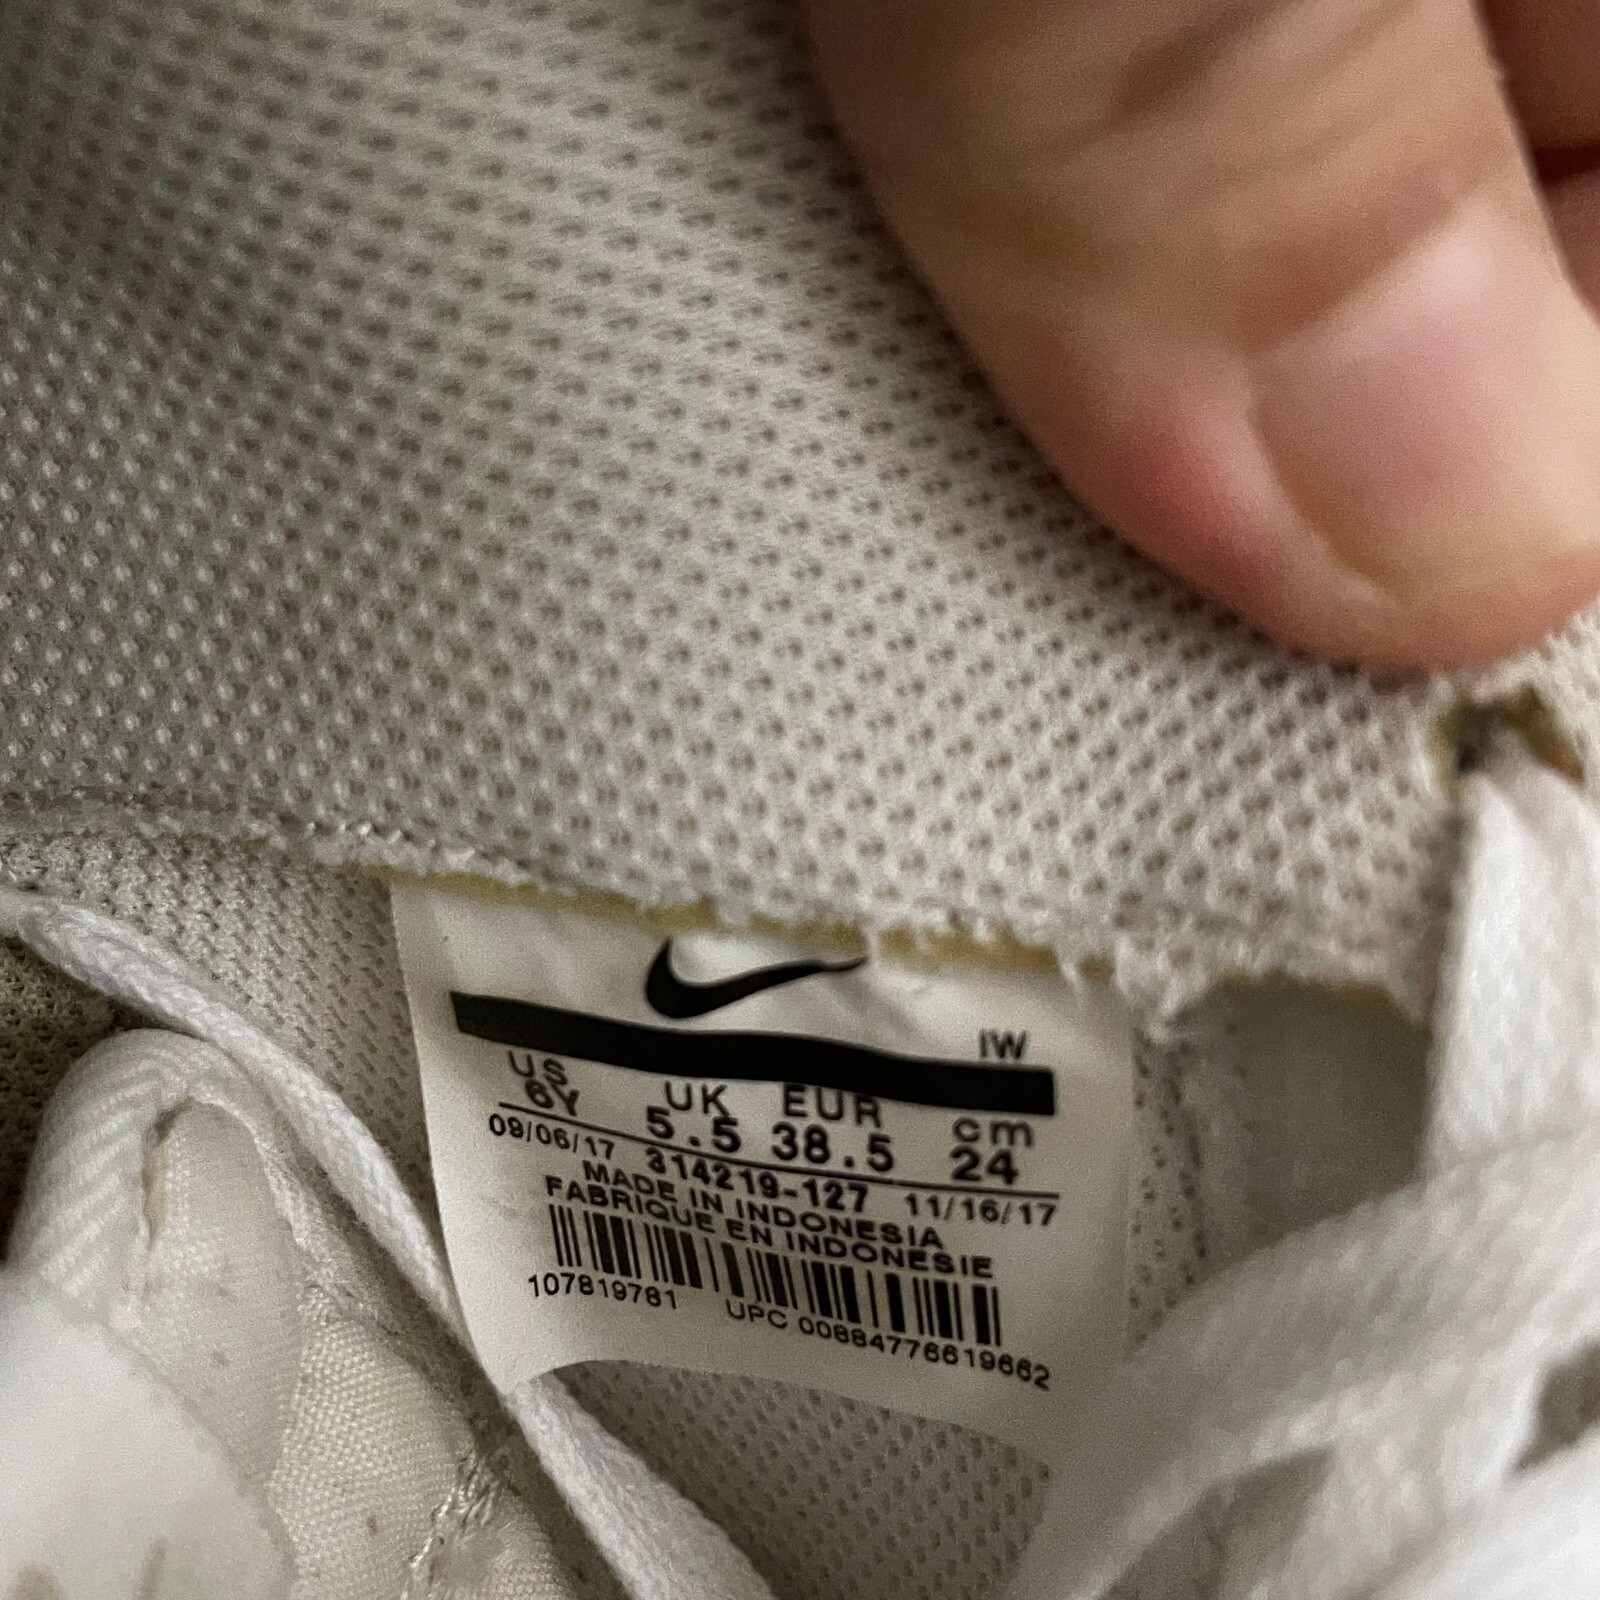 IW
US UK EUR cm
6Y 5.5 38.5 24
09/06/17 314219-127 11/16/17
MADE IN INDONESIA
FABRIQUE EN INDONESIE
107819781 UPC 00884776619662